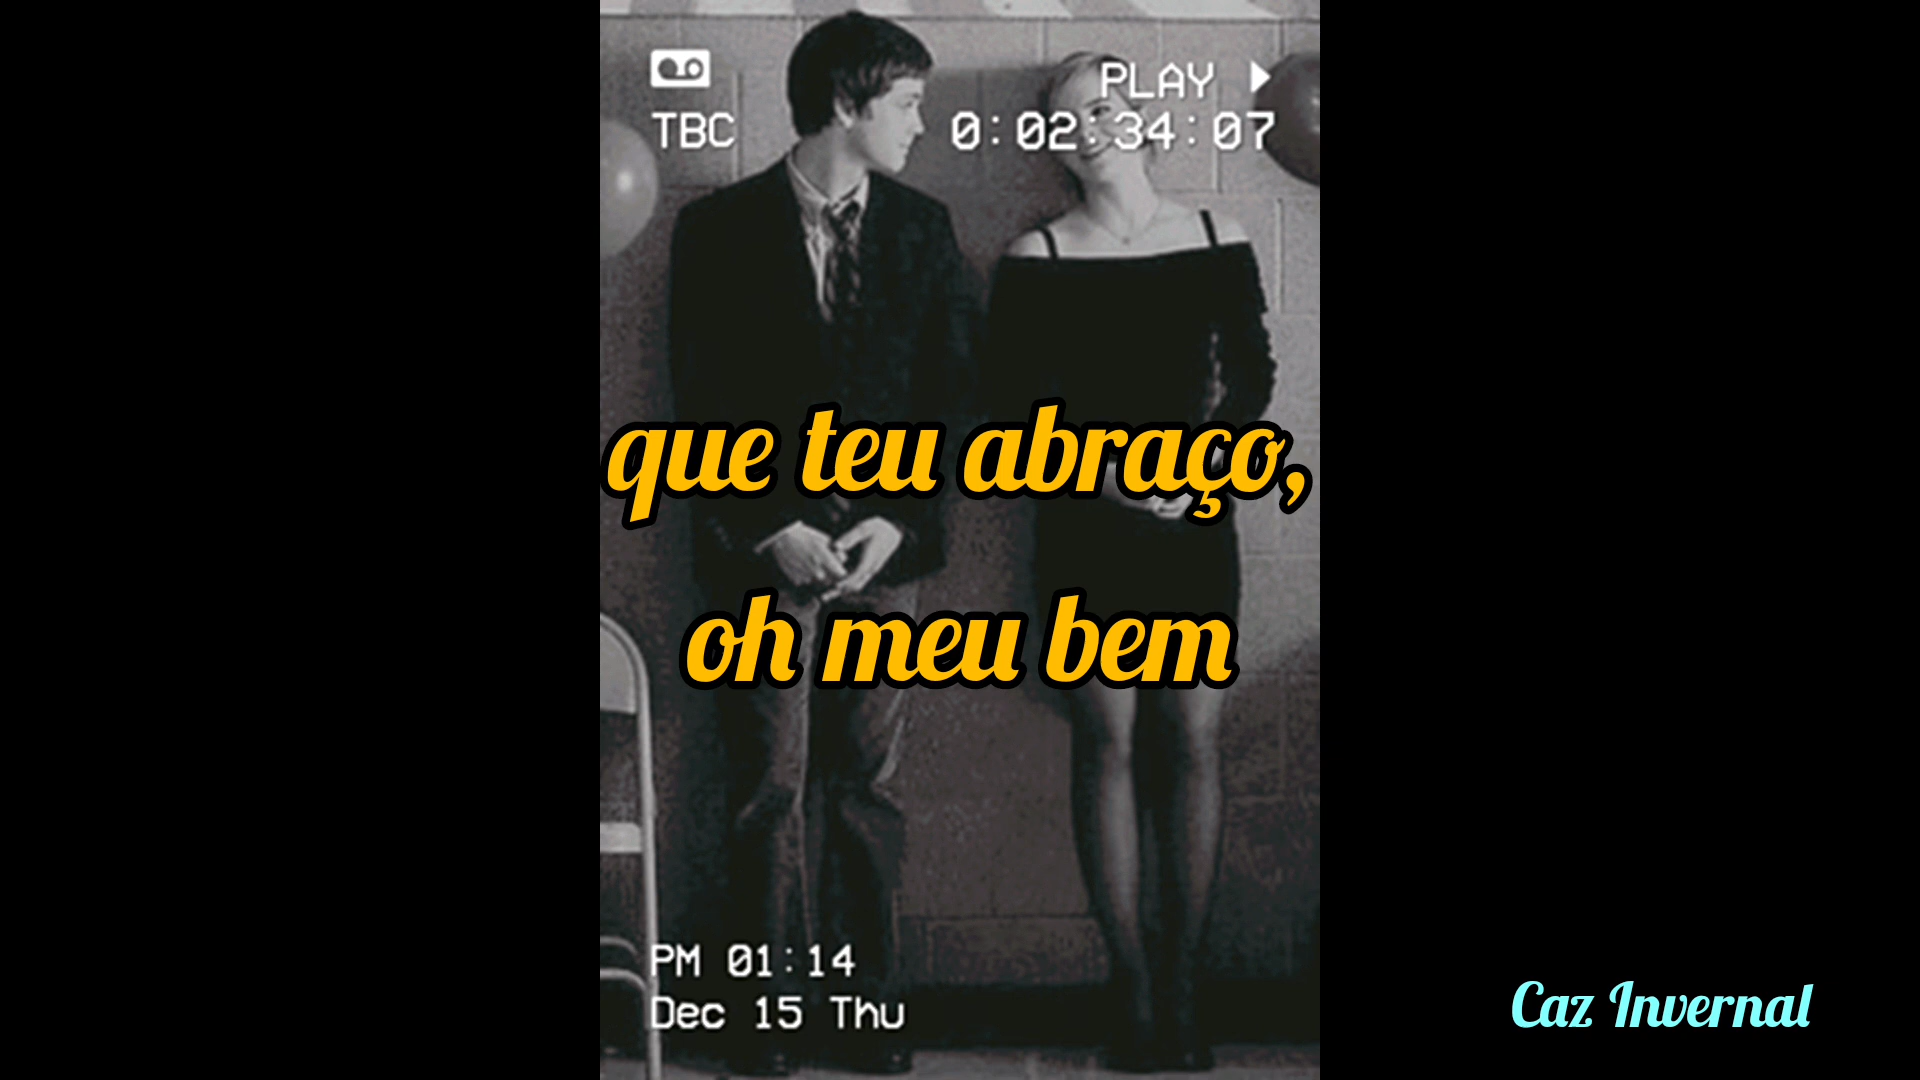 PLAY
TBC
0:02:34:07
que teu abraço,
oh meu bem
PM 01:14
Dec 15 Thu
Caz Invernal